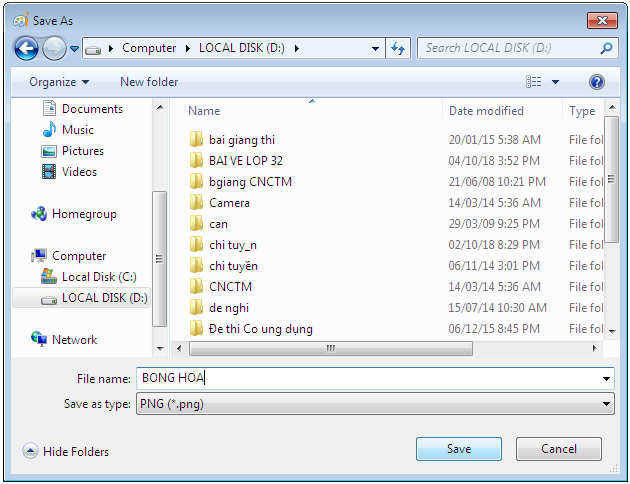 Save As
Computer LOCAL DISK (D:) Search LOCAL DISK (D:)
Organize New folder
Documents
Music
Pictures
Videos
Homegroup
Computer
Local Disk (C:)
LOCAL DISK (D:)
Network
Name Date modified Type
bai giang thi 20/01/15 5:38 AM File fol
BAI VE LOP 32 04/10/18 3:52 PM File fol
bgiang CNCTM 21/06/08 10:21 PM File fol
Camera 14/03/14 5:36 AM File fol
can 29/03/09 9:25 PM File fol
chi tuy_n 02/10/18 8:29 PM File fol
chi tuyền 06/11/14 3:01 PM File fol
CNCTM 14/03/14 5:36 AM File fol
de nghi 15/07/14 10:30 AM File fol
Đe thi Co ung dụng 06/12/15 8:45 PM File fol
File name: BONG HOA
Save as type: PNG (*.png)
Hide Folders Save Cancel